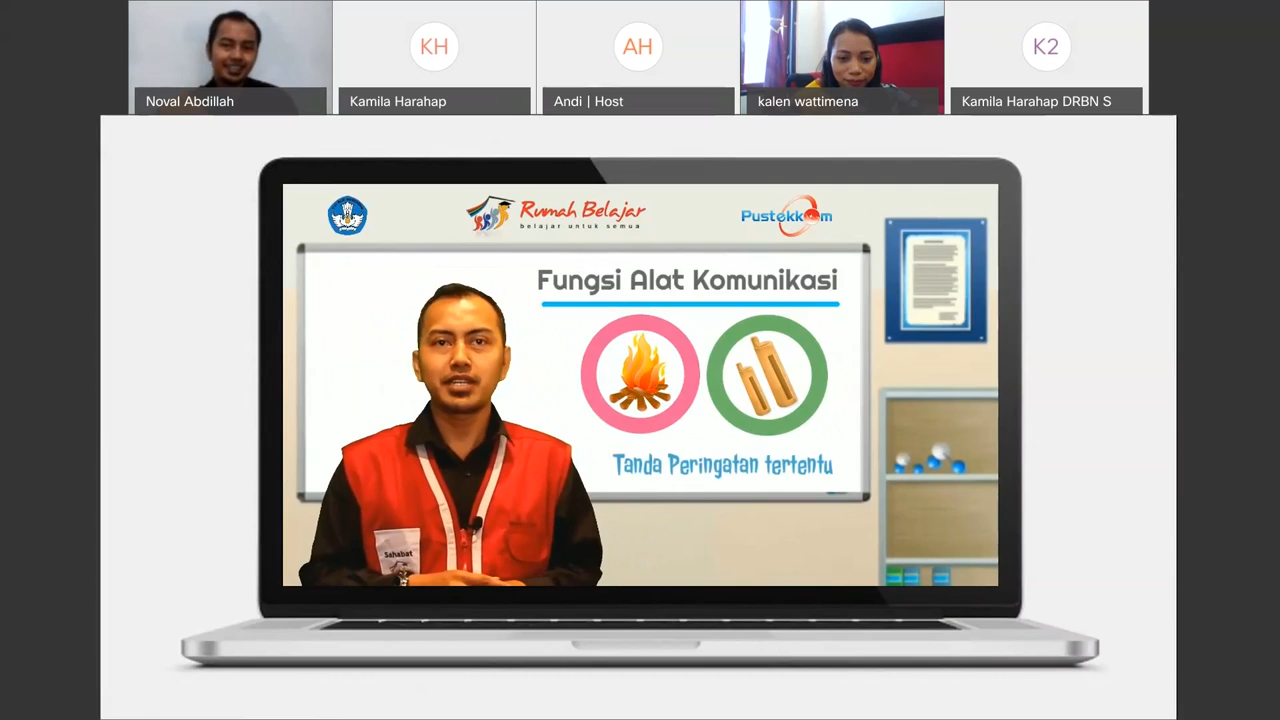 KH
AH
K2
Noval Abdillah
Kamila Harahap
Andi | Host
kalen wattimena
Kamila Harahap DRBN S
Rumah Belajar
belajar untuk semua
Pustekkom
Fungsi Alat Komunikasi
Tanda Peringatan tertentu
Sahabat